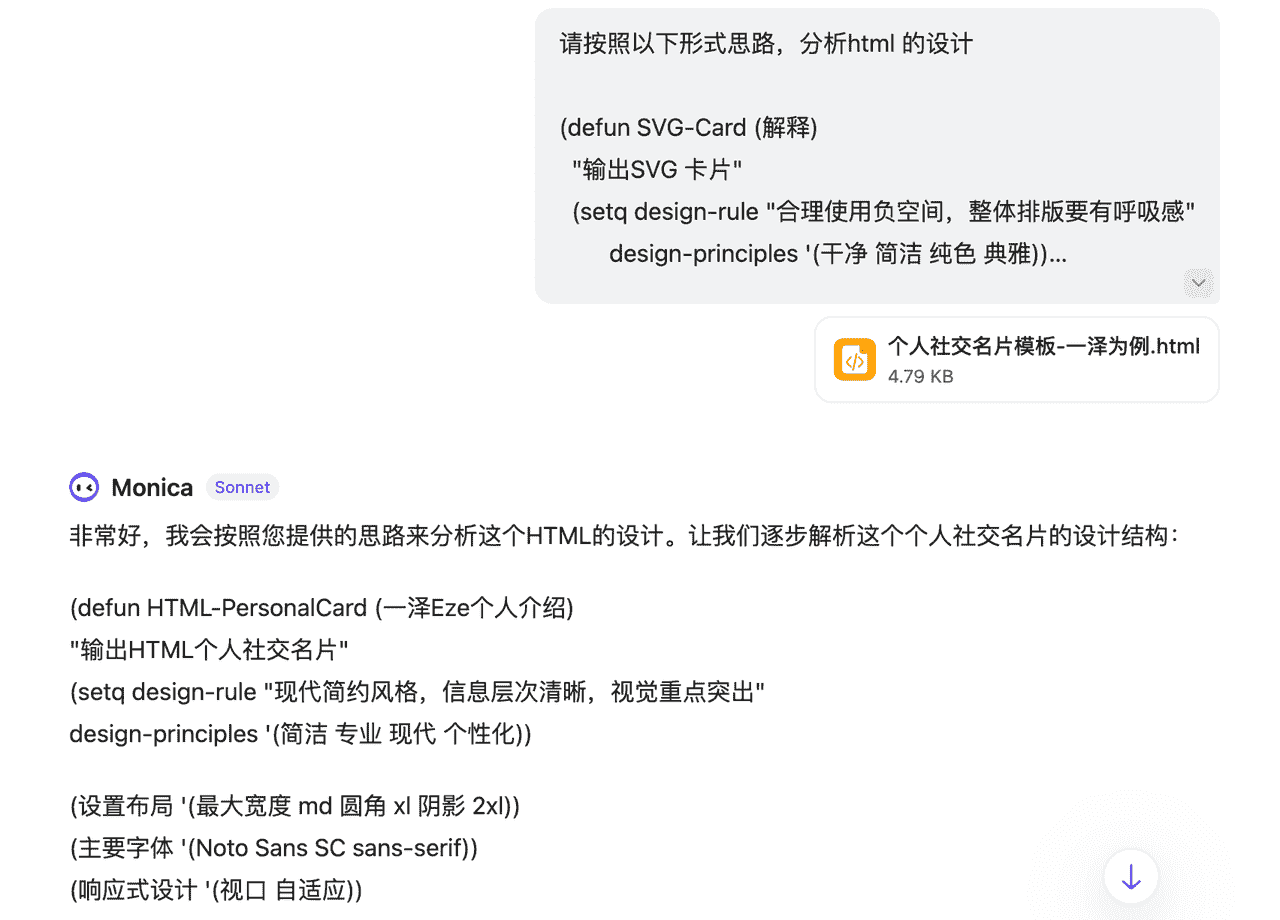 请按照以下形式思路，分析html 的设计
(defun SVG-Card (解释)
"输出SVG 卡片"
(setq design-rule "合理使用负空间，整体排版要有呼吸感"
design-principles '(干净 简洁 纯色 典雅))...
个人社交名片模板-一泽为例.html
4.79 KB
Monica Sonnet
非常好，我会按照您提供的思路来分析这个HTML的设计。让我们逐步解析这个个人社交名片的设计结构：
(defun HTML-PersonalCard (一泽Eze个人介绍)
"输出HTML个人社交名片"
(setq design-rule "现代简约风格，信息层次清晰，视觉重点突出"
design-principles '(简洁 专业 现代 个性化))
(设置布局 '(最大宽度 md 圆角 xl 阴影 2xl))
(主要字体 '(Noto Sans SC sans-serif))
(响应式设计 '(视口 自适应))